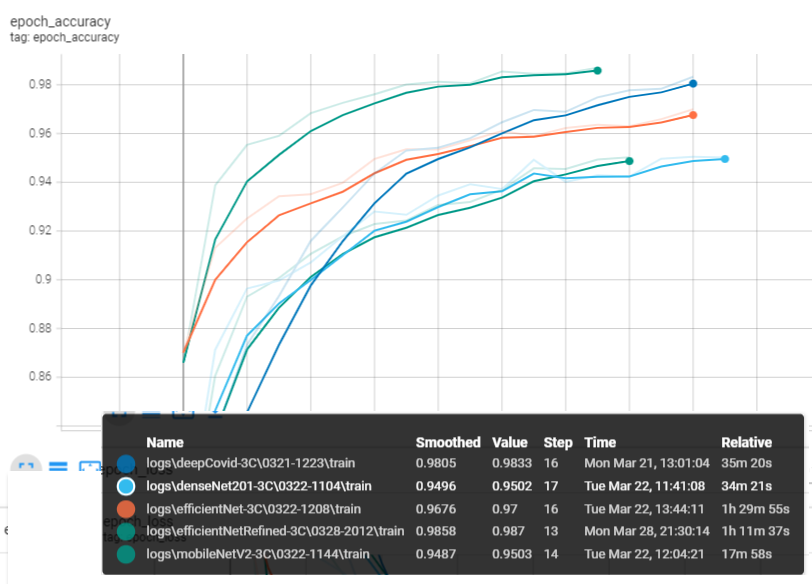 epoch_accuracy
tag: epoch_accuracy
0.98
0.96
0.94
0.92
0.9
0.88
0.86
Name Smoothed Value Step Time Relative
logs\deepCovid-3C\0321-1223\train 0.9805 0.9833 16 Mon Mar 21, 13:01:04 35m 20s
logs\denseNet201-3C\0322-1104\train 0.9496 0.9502 17 Tue Mar 22, 11:41:08 34m 21s
logs\efficientNet-3C\0322-1208\train 0.9676 0.97 16 Tue Mar 22, 13:44:11 1h 29m 55s
logs\efficientNetRefined-3C\0328-2012\train 0.9858 0.987 13 Mon Mar 28, 21:30:14 1h 11m 37s
logs\mobileNetV2-3C\0322-1144\train 0.9487 0.9503 14 Tue Mar 22, 12:04:21 17m 58s
epoch_loss
epoch_loss
tag: epoch_loss